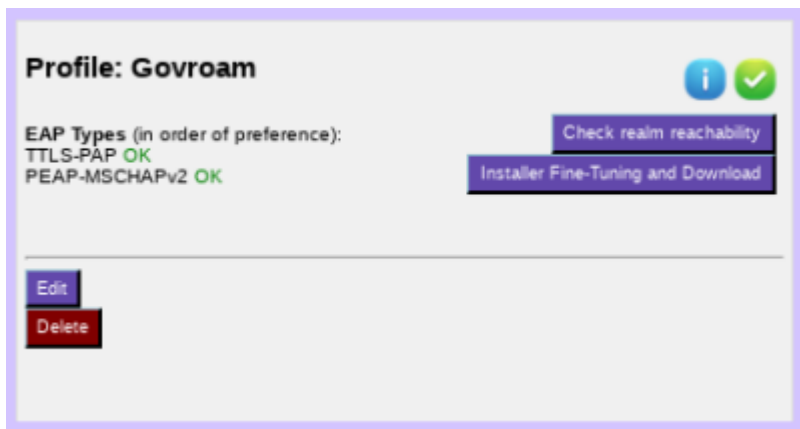 Profile: Govroam
i
EAP Types (in order of preference):
TTLS-PAP OK
PEAP-MSCHAPv2 OK
Check realm reachability
Installer Fine-Tuning and Download
Edit
Delete